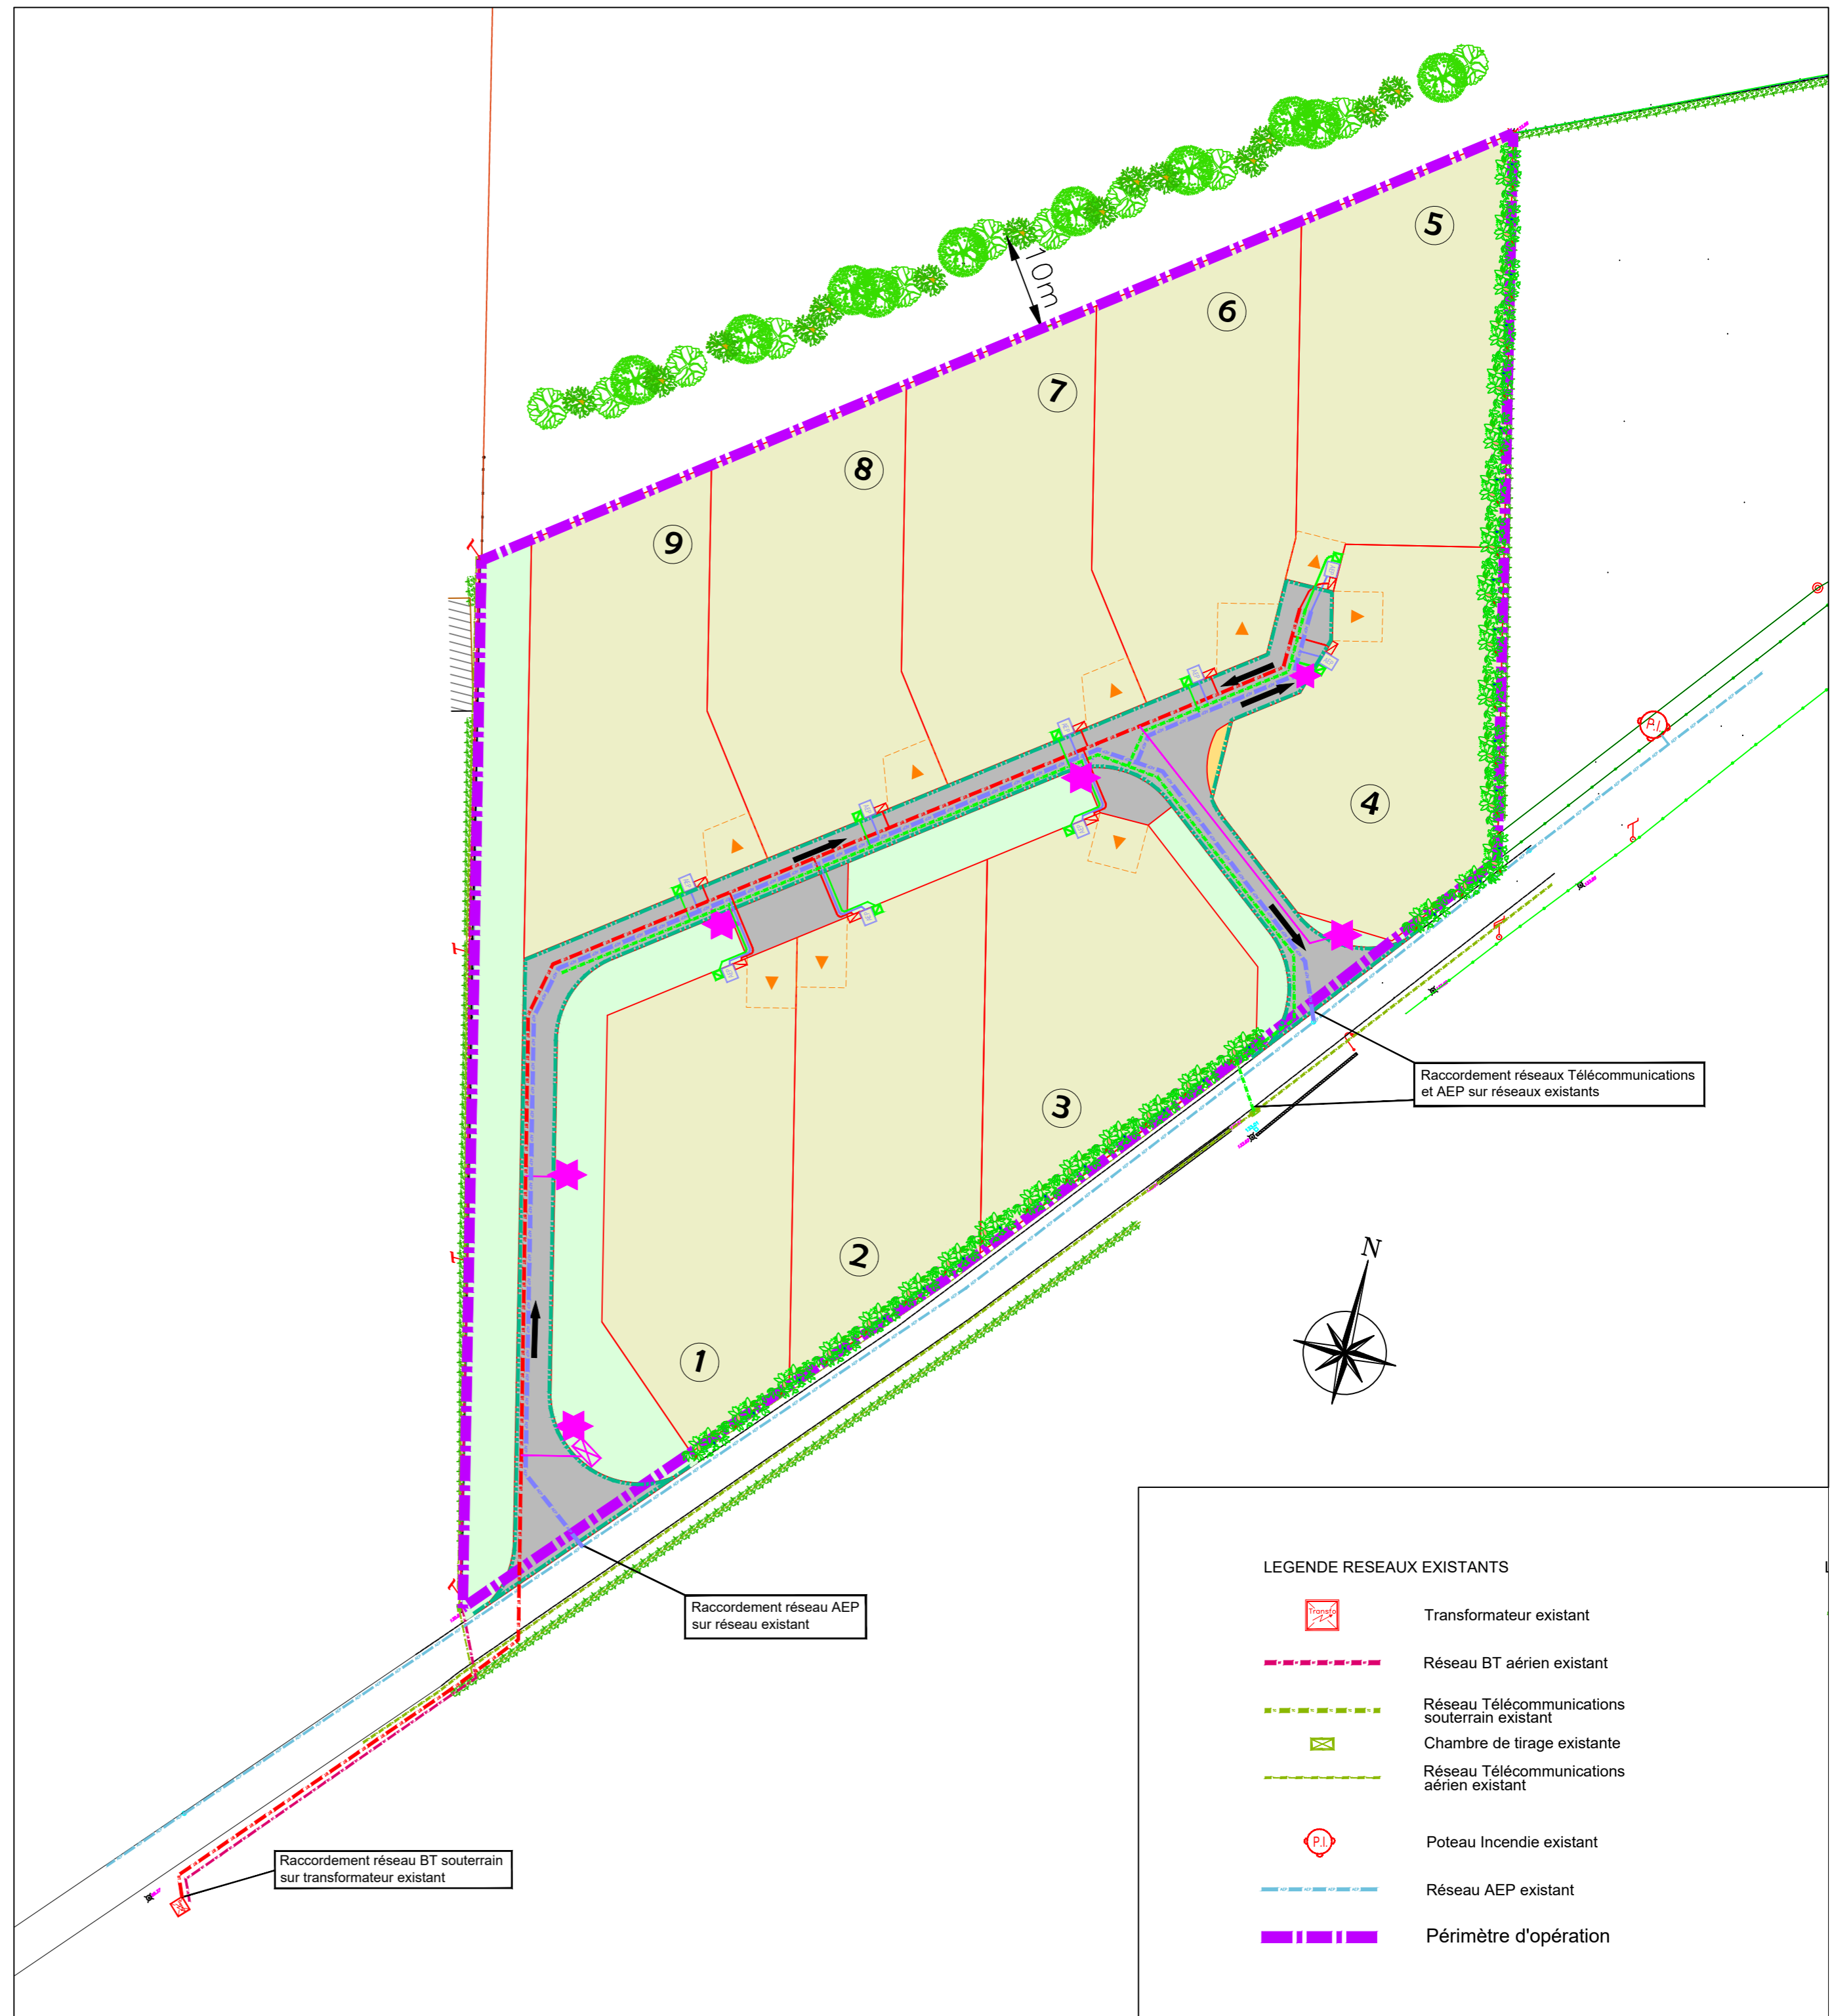 10m
5
6
7
8
9
4
3
2
1
P.I.
Raccordement réseaux Télécommunications
et AEP sur réseaux existants
N
Raccordement réseau AEP
sur réseau existant
Raccordement réseau BT souterrain
sur transformateur existant
LEGENDE RESEAUX EXISTANTS
Transfo
Transformateur existant
Réseau BT aérien existant
Réseau Télécommunications
souterrain existant
Chambre de tirage existante
Réseau Télécommunications
aérien existant
P.I.
Poteau Incendie existant
Réseau AEP existant
Périmètre d'opération